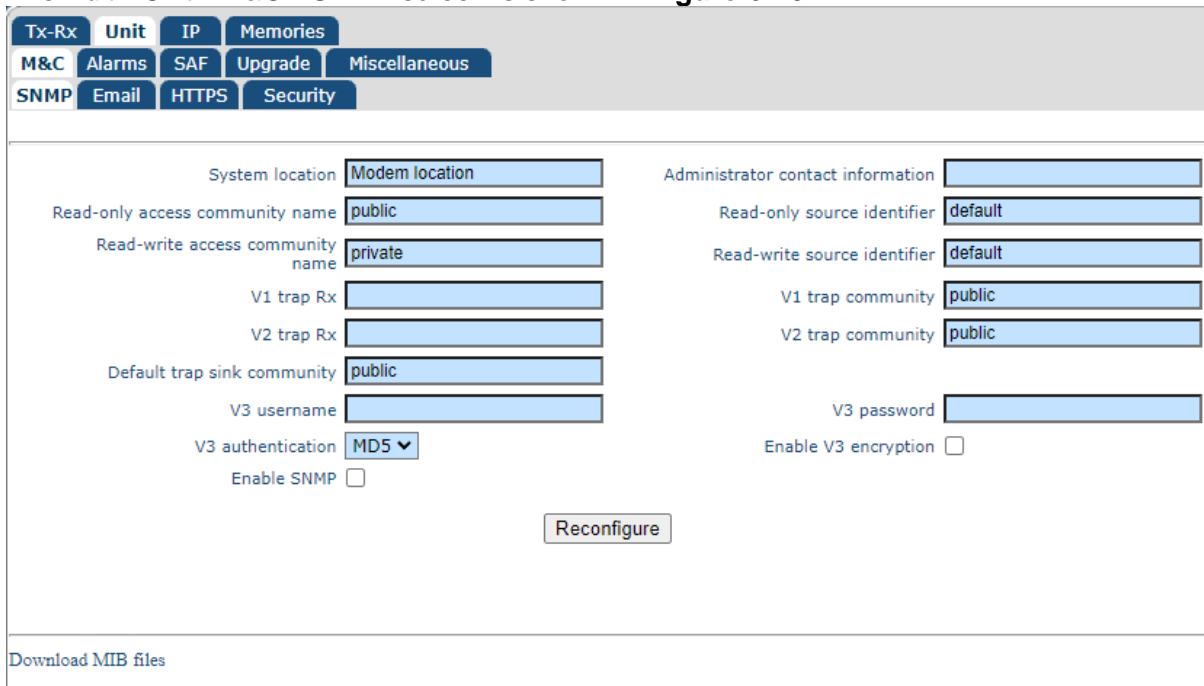 Tx-Rx Unit IP Memories
M&C Alarms SAF Upgrade Miscellaneous
SNMP Email HTTPS Security
System location Modem location Administrator contact information
Read-only access community name public Read-only source identifier default
Read-write access community
name private Read-write source identifier default
V1 trap Rx V1 trap community public
V2 trap Rx V2 trap community public
Default trap sink community public
V3 username V3 password
V3 authentication MD5 Enable V3 encryption
Enable SNMP
Reconfigure
Download MIB files